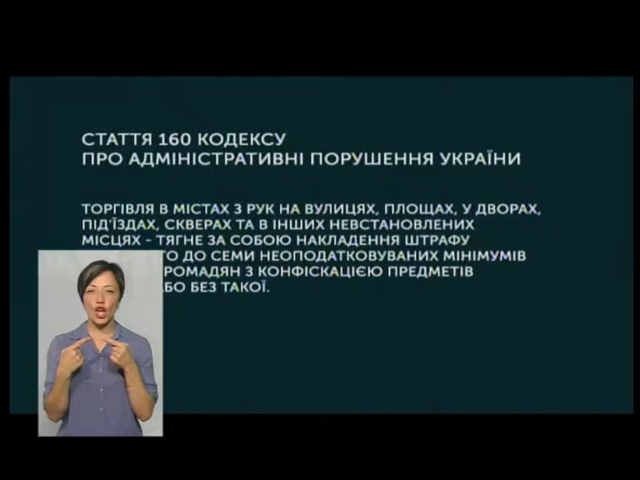 СТАТТЯ 160 КОДЕКСУ
ПРО АДМІНІСТРАТИВНІ ПОРУШЕННЯ УКРАЇНИ
ТОРГІВЛЯ В МІСТАХ З РУК НА ВУЛИЦЯХ, ПЛОЩАХ, У ДВОРАХ,
ПІД'ЇЗДАХ, СКВЕРАХ ТА В ІНШИХ НЕВСТАНОВЛЕНИХ
МІСЦЯХ - ТЯГНЕ ЗА СОБОЮ НАКЛАДЕННЯ ШТРАФУ
ДО СЕМИ НЕОПОДАТКОВУВАНИХ МІНІМУМІВ
З КОНФІСКАЦІЄЮ ПРЕДМЕТІВ
БЕЗ ТАКОЇ.